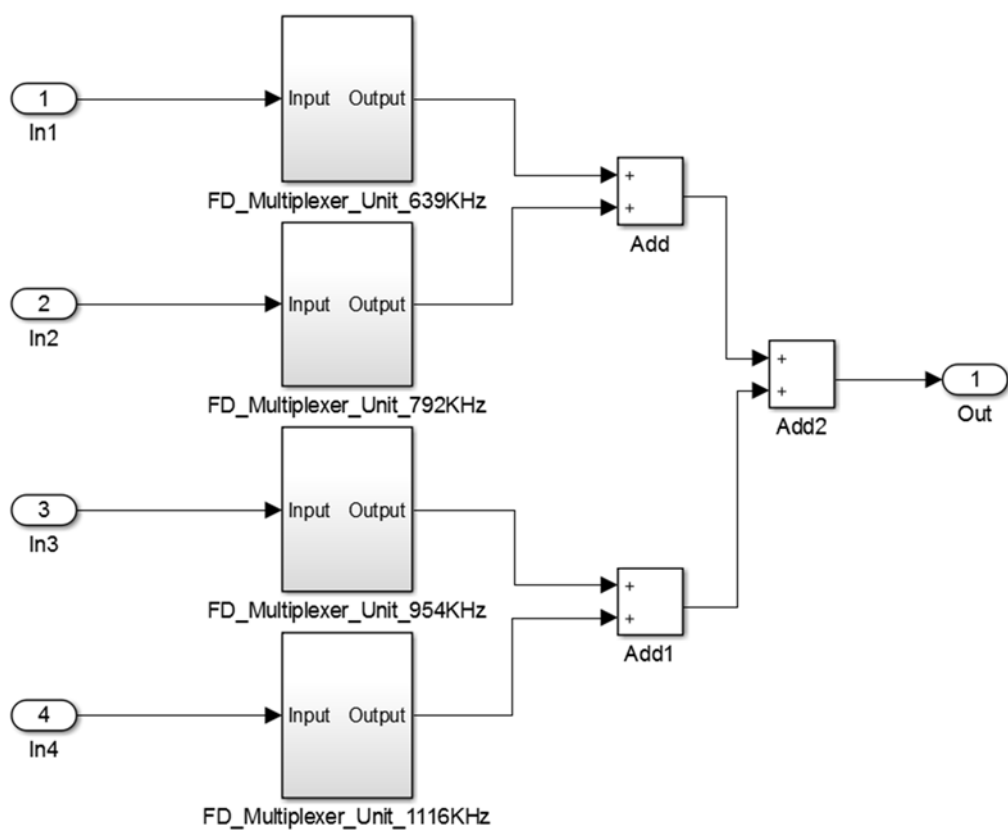 1
In1
Input Output
FD_Multiplexer_Unit_639KHz
+
+
Add
2
In2
Input Output
FD_Multiplexer_Unit_792KHz
+
+
Add2
1
Out
3
In3
Input Output
FD_Multiplexer_Unit_954KHz
+
+
Add1
4
In4
Input Output
FD_Multiplexer_Unit_1116KHz